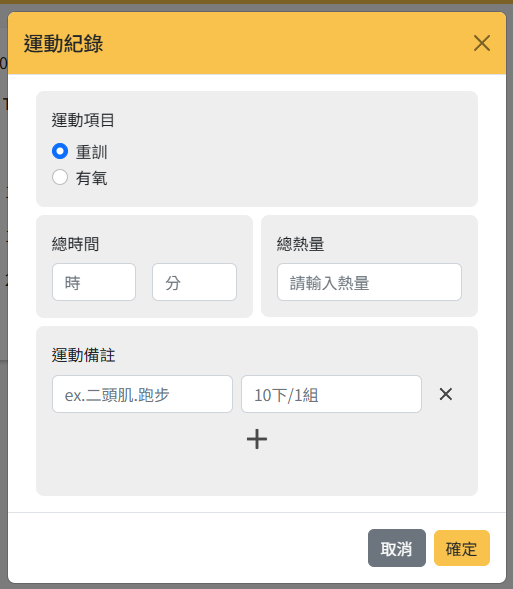 運動紀錄
運動項目
重訓
有氧
總時間
時 分
總熱量
請輸入熱量
運動備註
ex.二頭肌.跑步 10下/1組
取消 確定